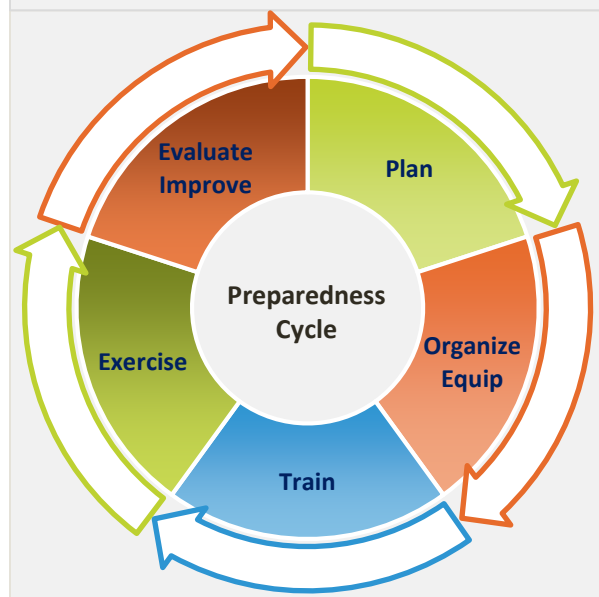 Plan
Organize
Equip
Train
Exercise
Evaluate
Improve
Preparedness
Cycle